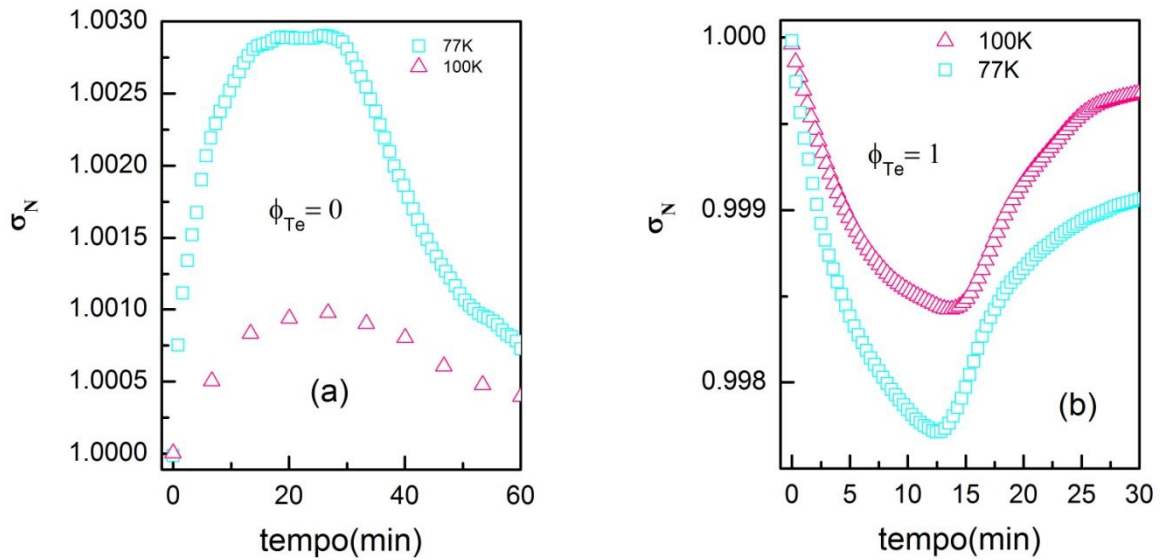 1.0030
1.0025
1.0020
1.0015
1.0010
1.0005
1.0000
σN
77K
100K
ϕTe= 0
(a)
0
20
40
60
tempo(min)
1.000
0.999
0.998
σN
100K
77K
ϕTe= 1
(b)
0
5
10
15
20
25
30
tempo(min)